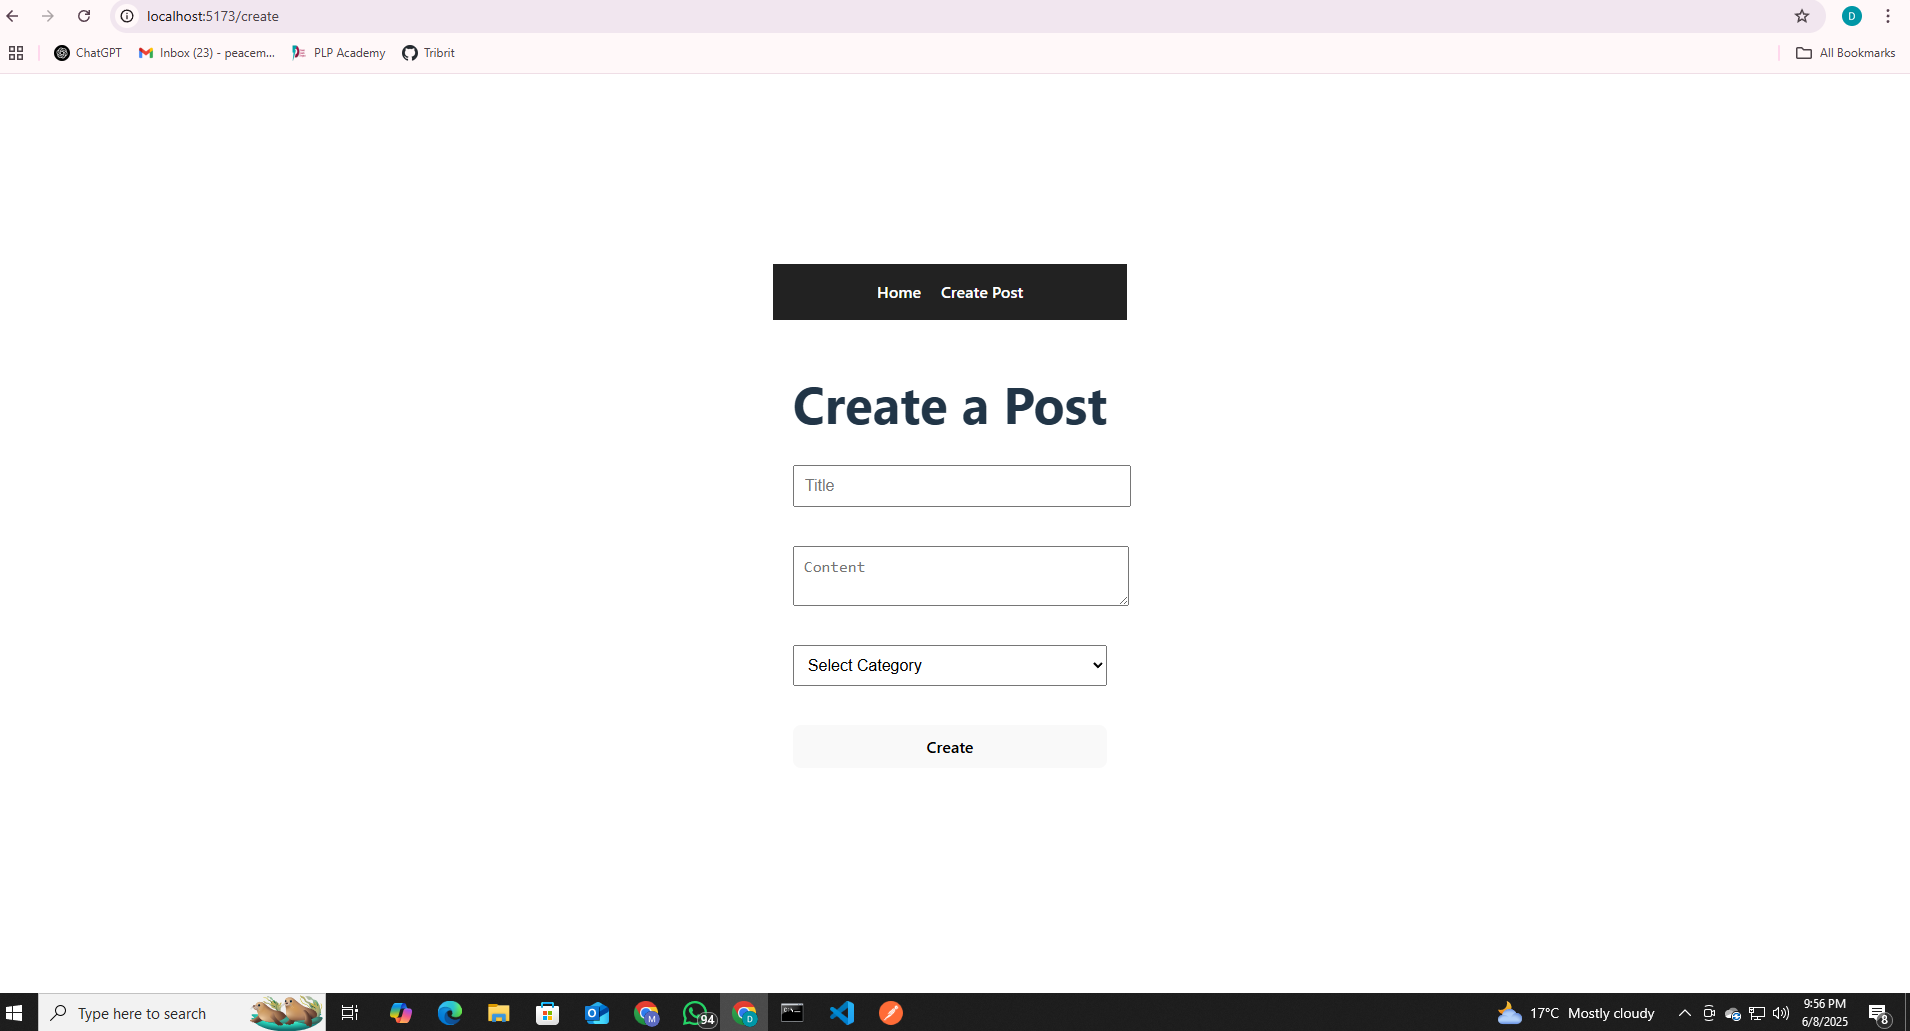 localhost:5173/create
D
ChatGPT
Inbox (23) - peacem...
PLP Academy
Tribrit
All Bookmarks
Home
Create Post
Create a Post
Title
Content
Select Category
Create
Type here to search
M
94
D
17°C Mostly cloudy
9:56 PM
6/8/2025
8